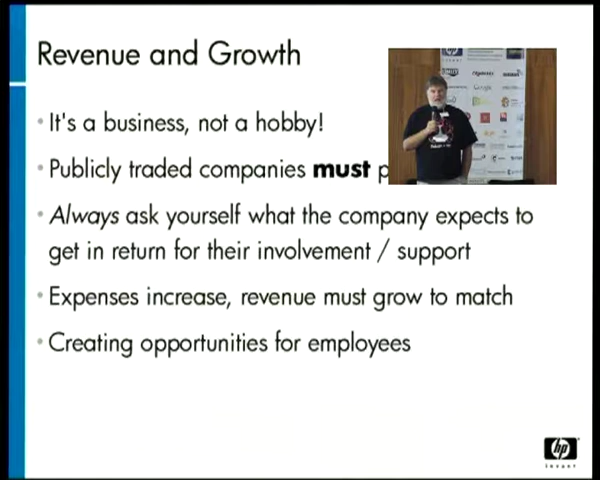 Revenue and Growth
It's a business, not a hobby!
Publicly traded companies must p
Always ask yourself what the company expects to
get in return for their involvement / support
Expenses increase, revenue must grow to match
Creating opportunities for employees
hp
invent